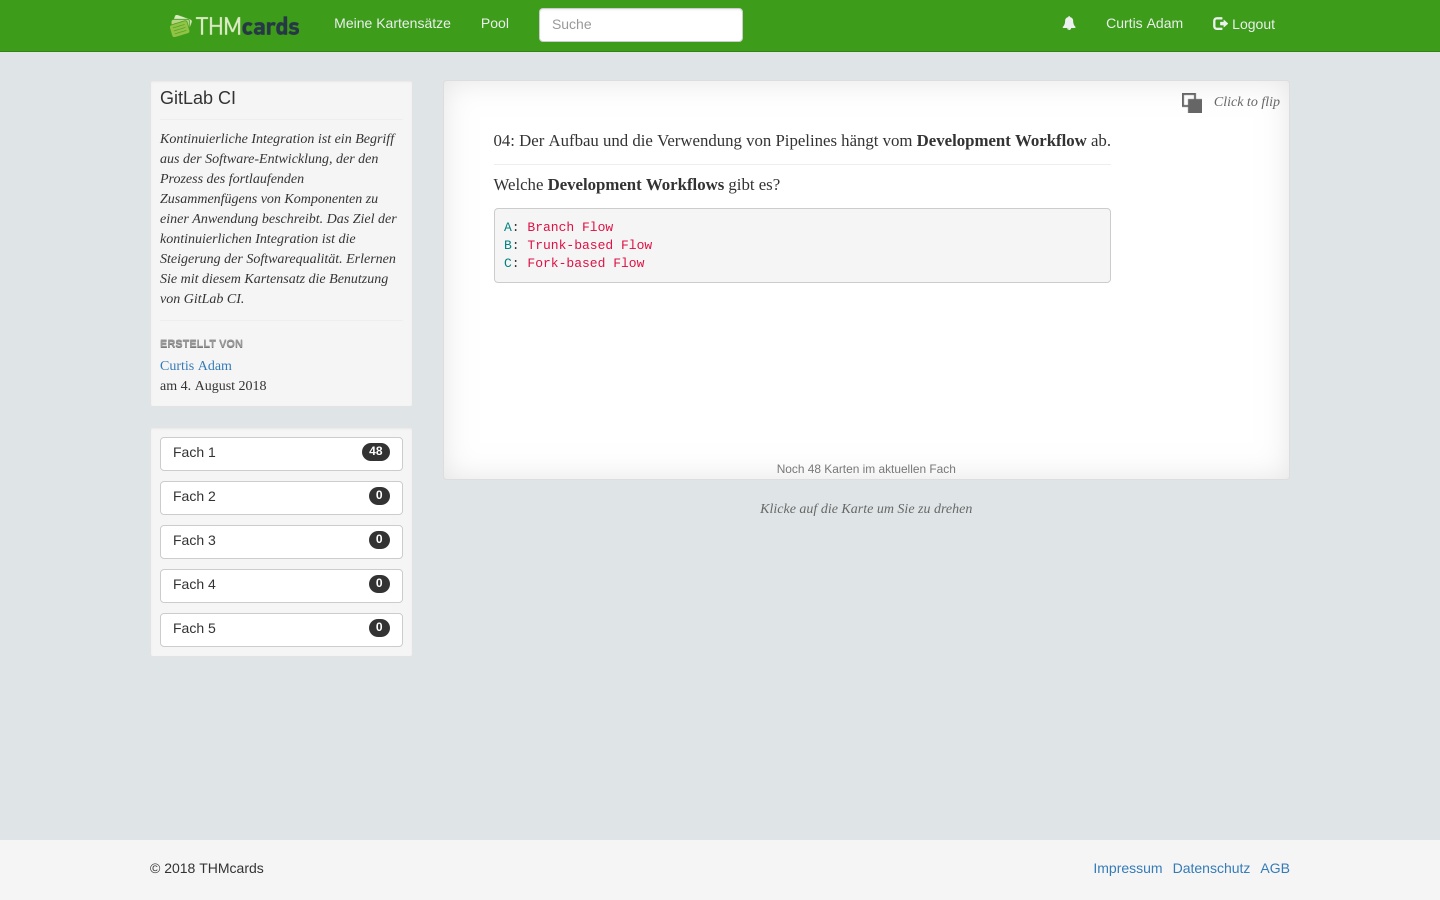 THMcards Meine Kartensätze Pool Suche Curtis Adam Logout
GitLab CI
Kontinuierliche Integration ist ein Begriff
aus der Software-Entwicklung, der den
Prozess des fortlaufenden
Zusammenfügens von Komponenten zu
einer Anwendung beschreibt. Das Ziel der
kontinuierlichen Integration ist die
Steigerung der Softwarequalität. Erlernen
Sie mit diesem Kartensatz die Benutzung
von GitLab CI.
ERSTELLT VON
Curtis Adam
am 4. August 2018
Fach 1 48
Fach 2 0
Fach 3 0
Fach 4 0
Fach 5 0
Click to flip
04: Der Aufbau und die Verwendung von Pipelines hängt vom Development Workflow ab.
Welche Development Workflows gibt es?
A: Branch Flow
B: Trunk-based Flow
C: Fork-based Flow
Noch 48 Karten im aktuellen Fach
Klicke auf die Karte um Sie zu drehen
© 2018 THMcards Impressum Datenschutz AGB